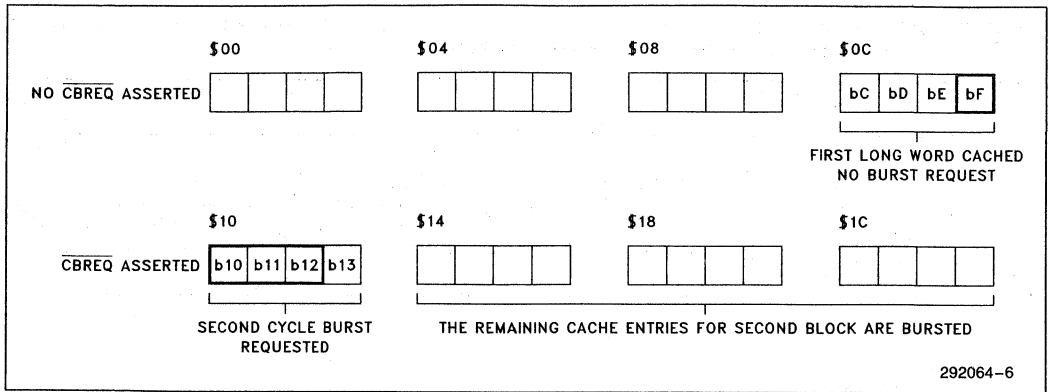 $00 $04 $08 $0C
NO CBREQ ASSERTED bC bD bE bF
FIRST LONG WORD CACHED
NO BURST REQUEST
$10 $14 $18 $1C
CBREQ ASSERTED b10 b11 b12 b13
SECOND CYCLE BURST
REQUESTED
THE REMAINING CACHE ENTRIES FOR SECOND BLOCK ARE BURSTED
292064-6